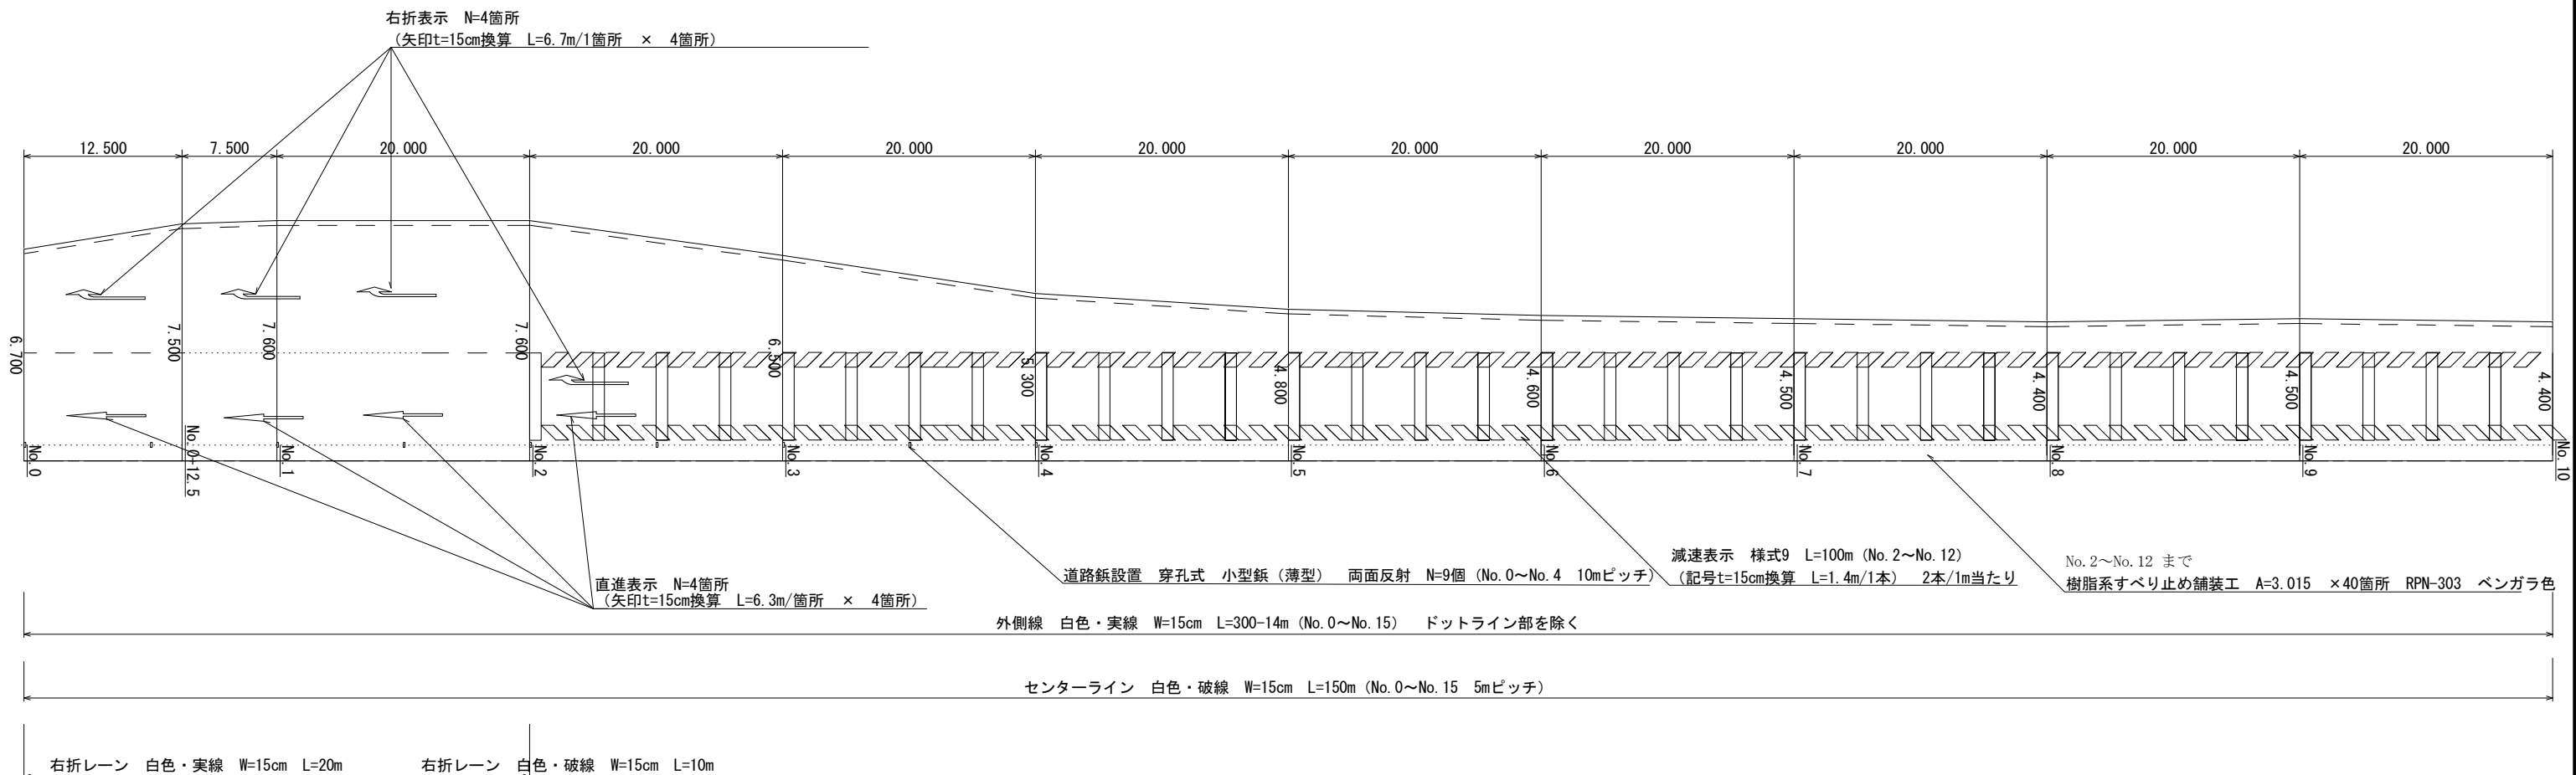 右折表示　N=4箇所
（矢印t=15cm換算　L=6.7m/1箇所　×　4箇所）
12.500
7.500
20.000
20.000
20.000
20.000
20.000
20.000
20.000
20.000
20.000
6.700
7.500
7.600
7.600
6.500
5.300
4.800
4.600
4.500
4.400
4.500
4.400
No.0
No.0+12.5
No.1
No.2
No.3
No.4
No.5
No.6
No.7
No.8
No.9
No.10
直進表示　N=4箇所
（矢印t=15cm換算　L=6.3m/箇所　×　4箇所）
道路鋲設置　穿孔式　小型鋲（薄型）　両面反射　N=9個（No.0～No.4　10mピッチ）
減速表示　様式9　L=100m（No.2～No.12）
（記号t=15cm換算　L=1.4m/1本）　2本/1m当たり
No.2～No.12 まで
樹脂系すべり止め舗装工　A=3.015　×40箇所　RPN-303　ベンガラ色
外側線　白色・実線　W=15cm　L=300-14m（No.0～No.15）　ドットライン部を除く
センターライン　白色・破線　W=15cm　L=150m（No.0～No.15　5mピッチ）
右折レーン　白色・実線　W=15cm　L=20m
右折レーン　白色・破線　W=15cm　L=10m